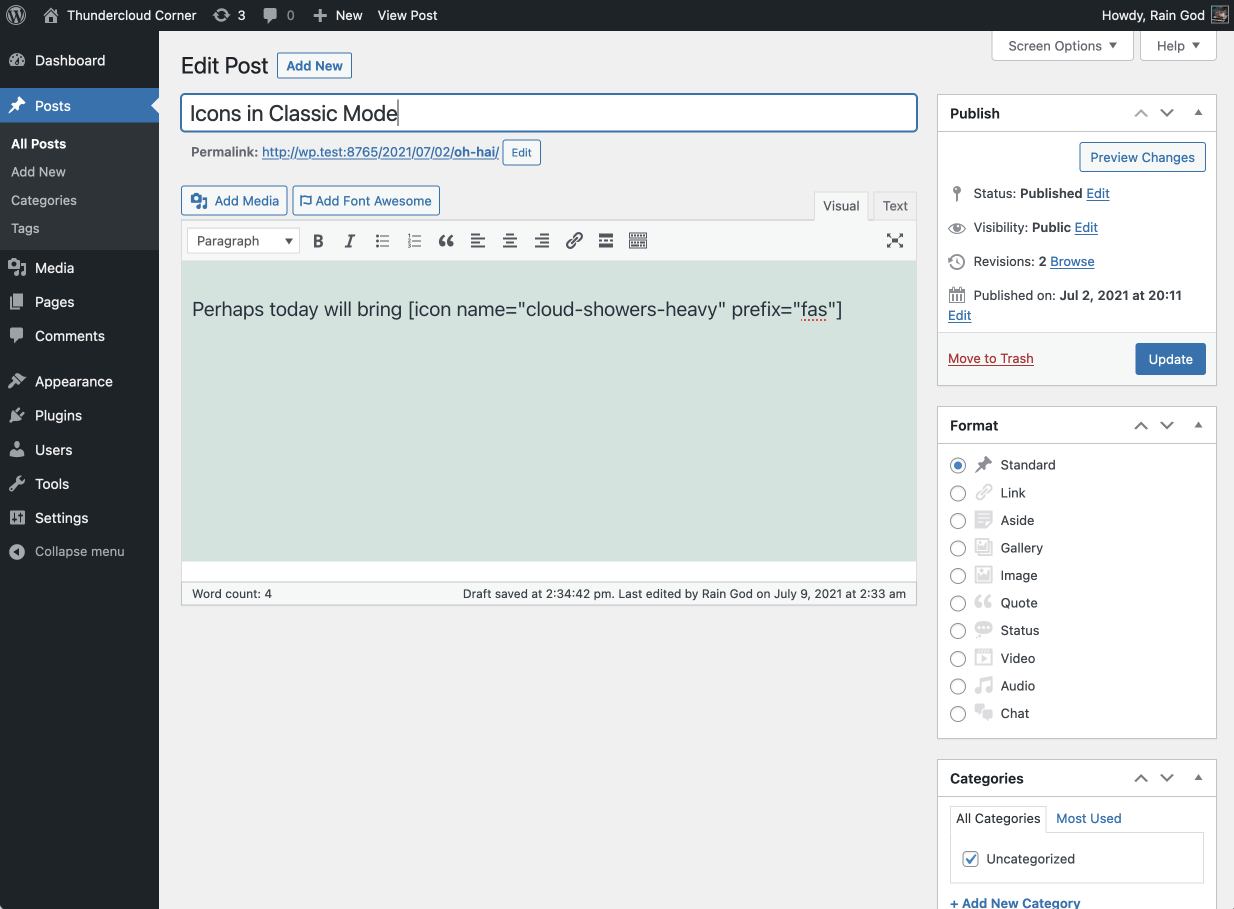 Thundercloud Corner 3 0 New View Post Howdy, Rain God
Dashboard
Posts
All Posts
Add New
Categories
Tags
Media
Pages
Comments
Appearance
Plugins
Users
Tools
Settings
Collapse menu
Screen Options Help
Edit Post Add New
Icons in Classic Mode
Permalink: http://wp.test:8765/2021/07/02/oh-hai/ Edit
Add Media Add Font Awesome
Visual Text
Paragraph
Perhaps today will bring [icon name="cloud-showers-heavy" prefix="fas"]
Word count: 4 Draft saved at 2:34:42 pm. Last edited by Rain God on July 9, 2021 at 2:33 am
Publish
Preview Changes
Status: Published Edit
Visibility: Public Edit
Revisions: 2 Browse
Published on: Jul 2, 2021 at 20:11
Edit
Move to Trash Update
Format
Standard
Link
Aside
Gallery
Image
Quote
Status
Video
Audio
Chat
Categories
All Categories Most Used
Uncategorized
+ Add New Category